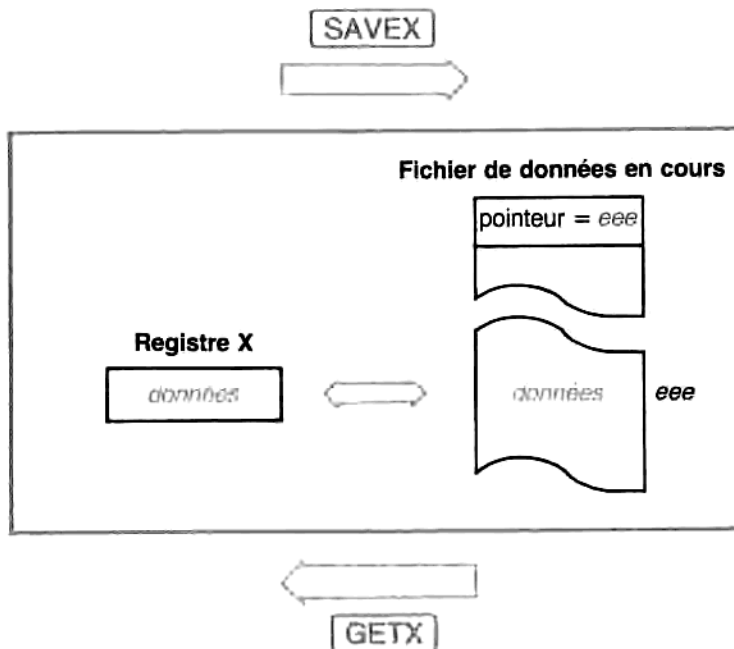 SAVEX
Fichier de données en cours
pointeur = eee
Registre X
données
données
eee
GETX